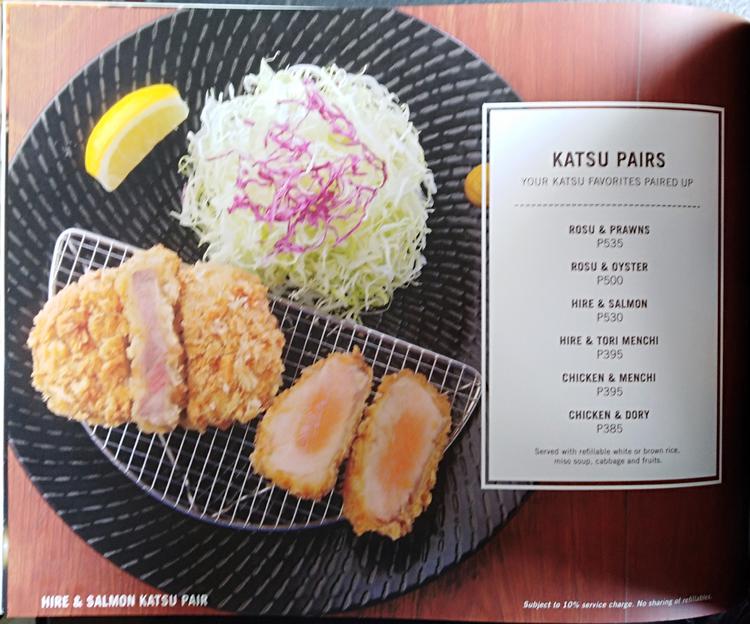 KATSU PAIRS
YOUR KATSU FAVORITES PAIRED UP
ROSU & PRAWNS
P535
ROSU & OYSTER
P500
HIRE & SALMON
P530
HIRE & TORI MENCHI
P395
CHICKEN & MENCHI
P395
CHICKEN & DORY
P385
Served with refillable white or brown rice,
miso soup, cabbage and fruits.
HIRE & SALMON KATSU PAIR
Subject to 10% service charge. No sharing of refillables.